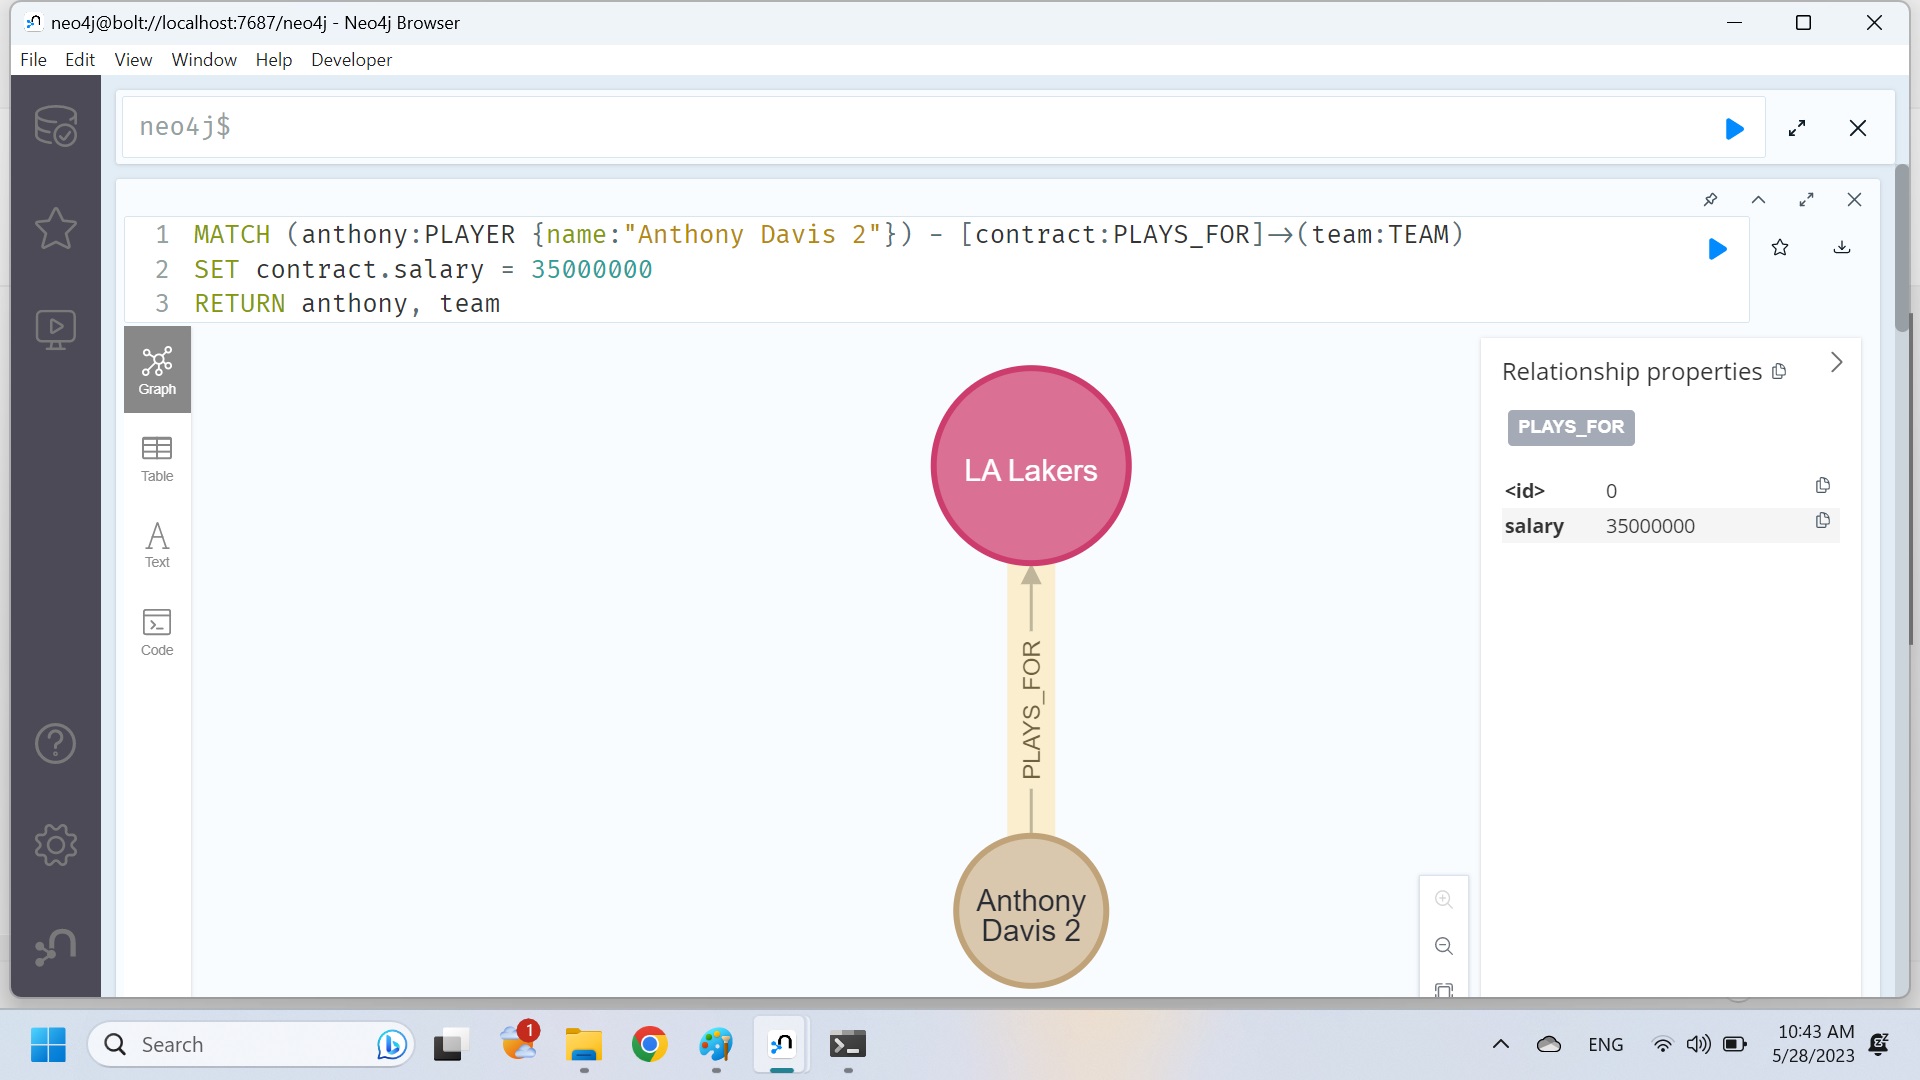 neo4j@bolt://localhost:7687/neo4j - Neo4j Browser
File Edit View Window Help Developer
neo4j$
1 MATCH (anthony:PLAYER {name:"Anthony Davis 2"}) - [contract:PLAYS_FOR]→(team:TEAM)
2 SET contract.salary = 35000000
3 RETURN anthony, team
Graph
Table
Text
Code
LA Lakers
PLAYS_FOR
Anthony
Davis 2
Relationship properties
PLAYS_FOR
<id> 0
salary 35000000
Search
1
ENG
10:43 AM
5/28/2023